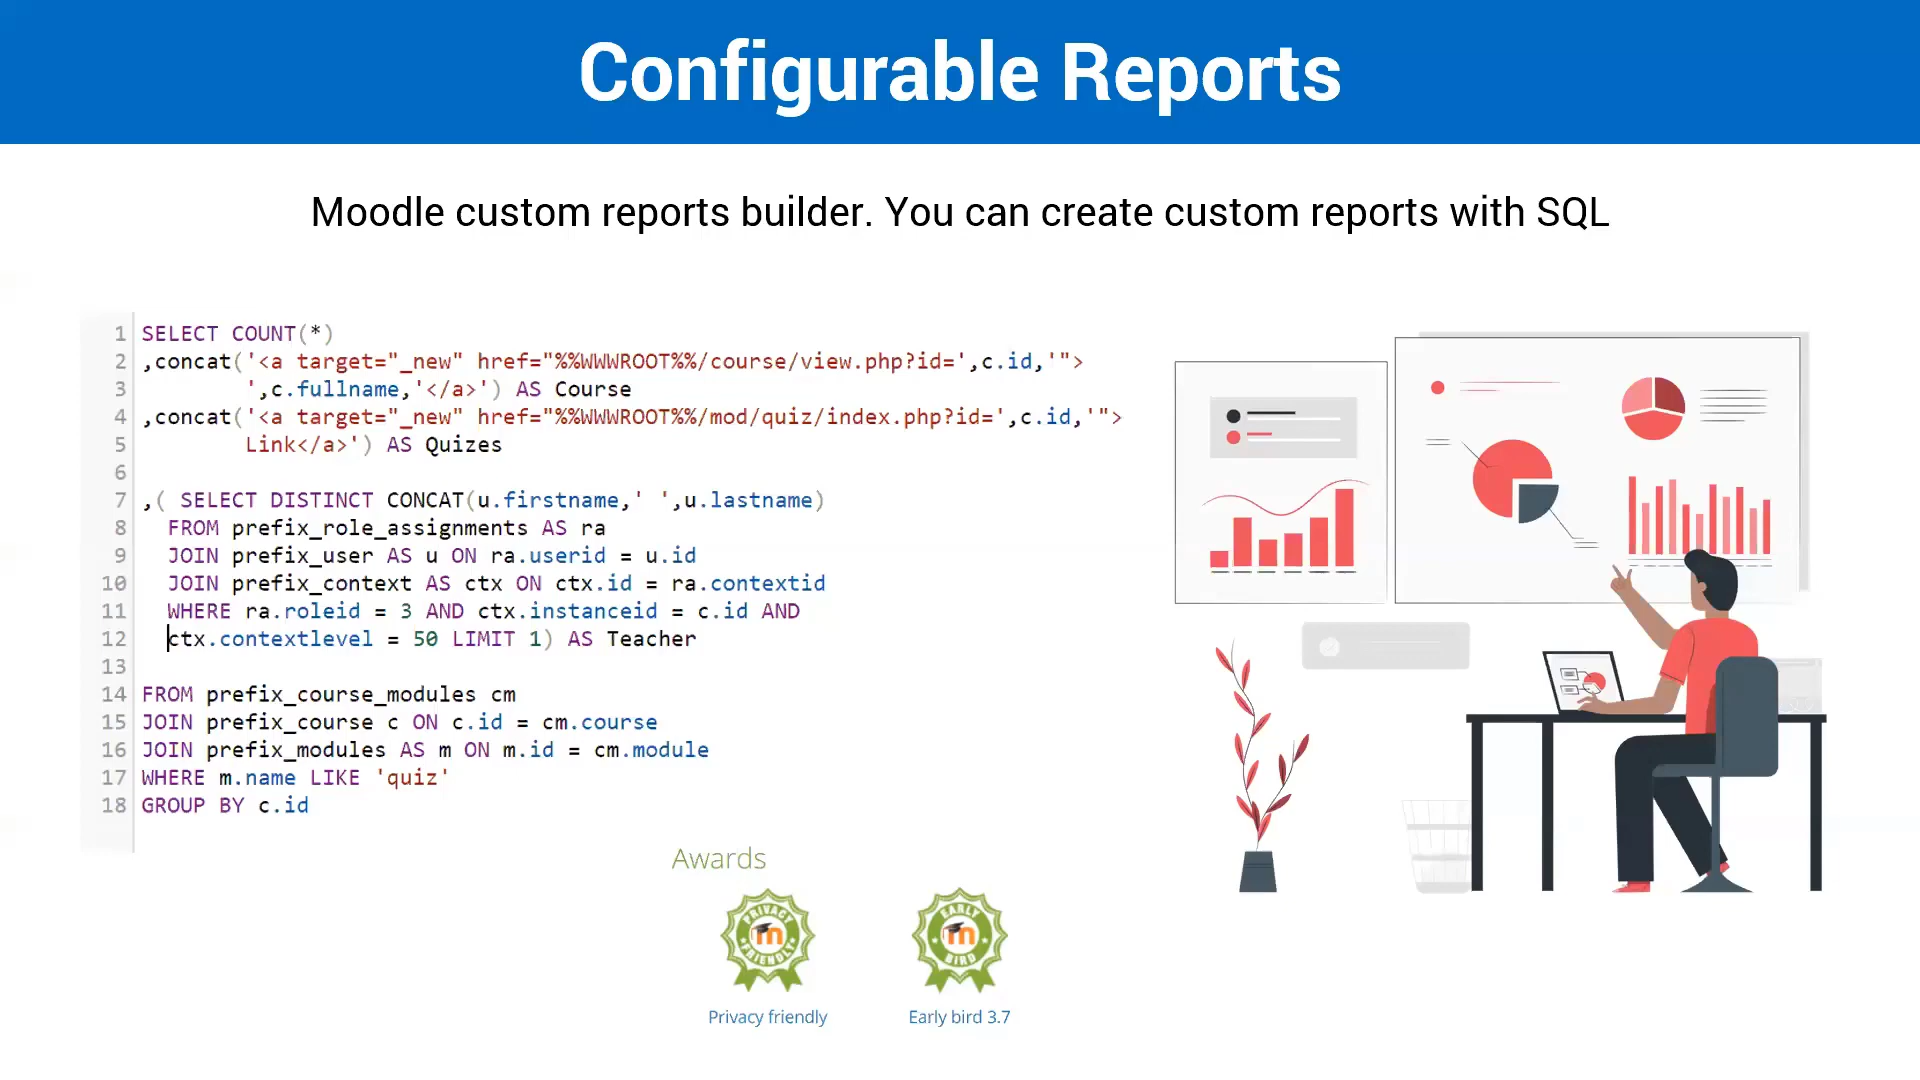 Configurable Reports
Moodle custom reports builder. You can create custom reports with SQL
1 SELECT COUNT(*)
2 ,concat('<a target="_new" href="%%WWWROOT%%/course/view.php?id=',c.id,'">
3 ',c.fullname,'</a>') AS Course
4 ,concat('<a target="_new" href="%%WWWROOT%%/mod/quiz/index.php?id=',c.id,'">
5 Link</a>') AS Quizes
6
7 ,( SELECT DISTINCT CONCAT(u.firstname,' ',u.lastname)
8 FROM prefix_role_assignments AS ra
9 JOIN prefix_user AS u ON ra.userid = u.id
10 JOIN prefix_context AS ctx ON ctx.id = ra.contextid
11 WHERE ra.roleid = 3 AND ctx.instanceid = c.id AND
12 ctx.contextlevel = 50 LIMIT 1) AS Teacher
13
14 FROM prefix_course_modules cm
15 JOIN prefix_course c ON c.id = cm.course
16 JOIN prefix_modules AS m ON m.id = cm.module
17 WHERE m.name LIKE 'quiz'
18 GROUP BY c.id
Awards
PRIVACY
m
FRIENDLY
EARLY
m
BIRD
Privacy friendly
Early bird 3.7